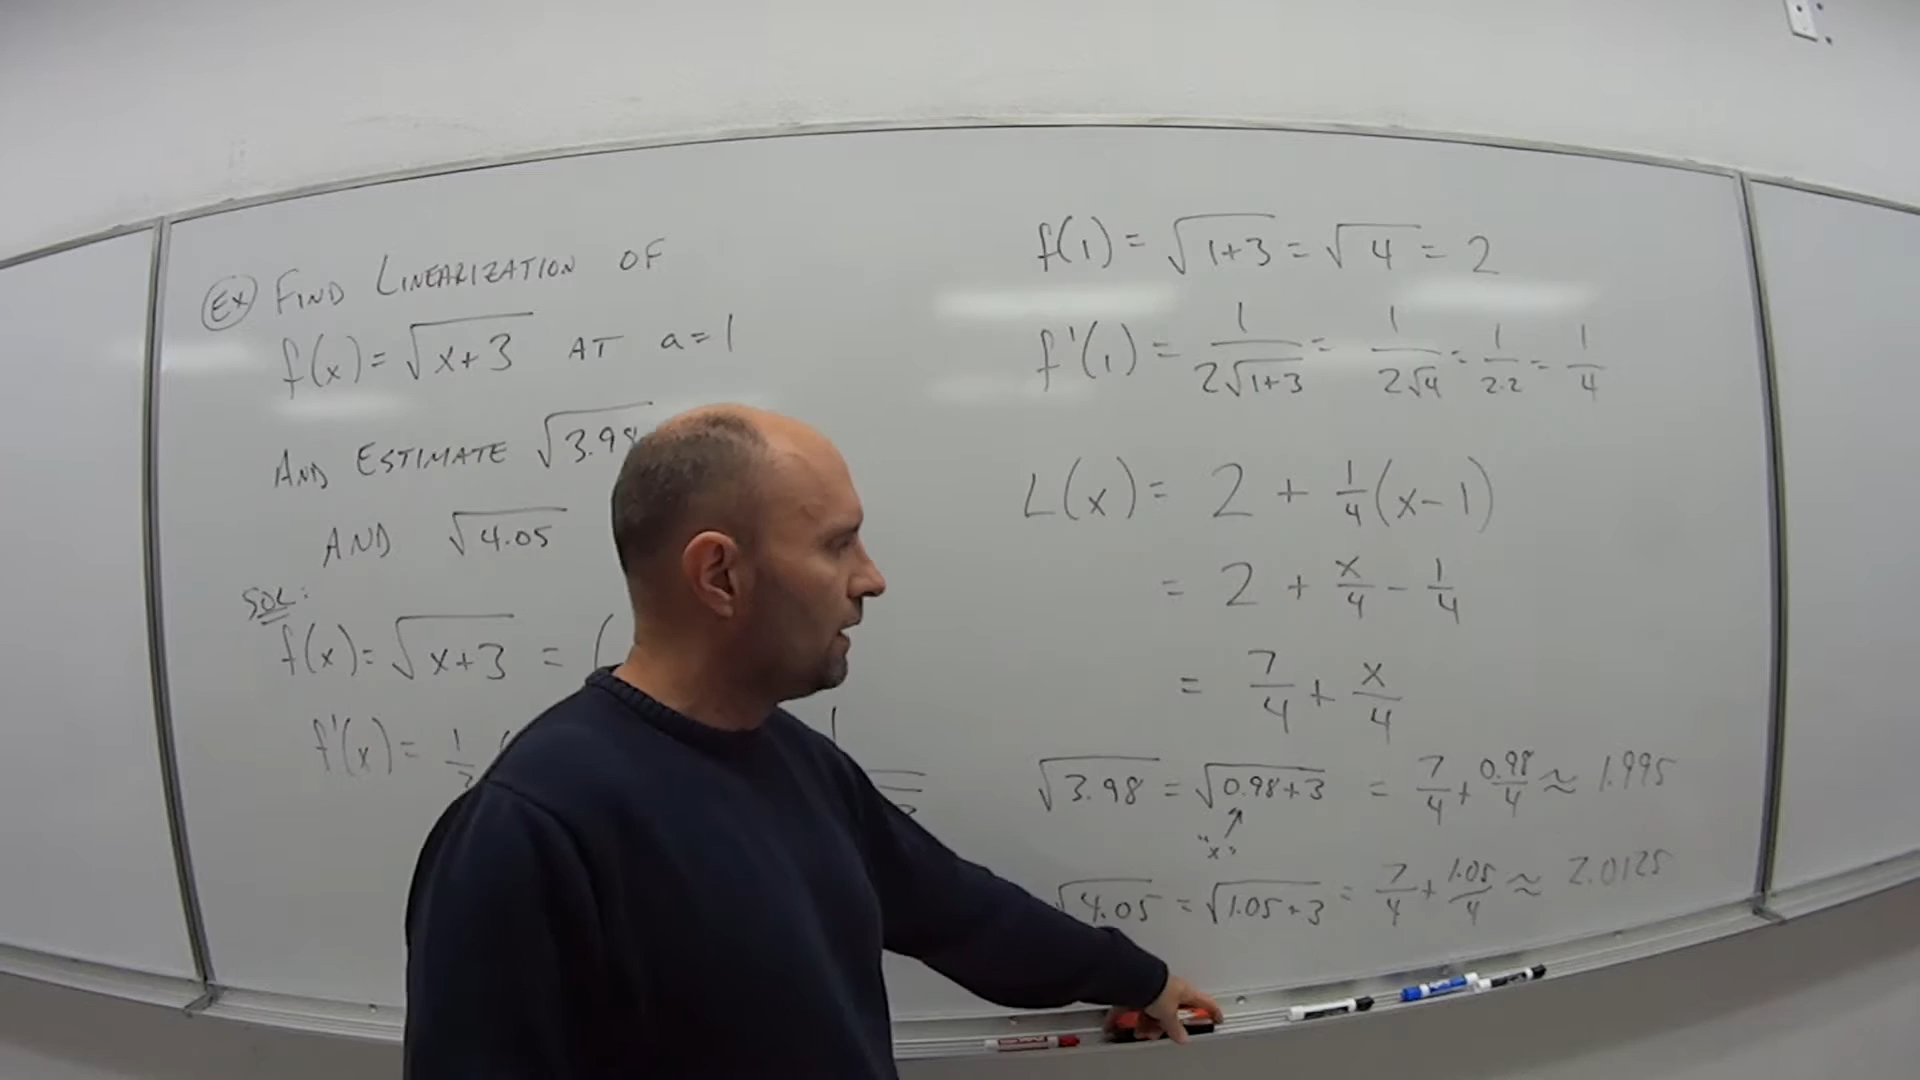 Ex FIND LINEARIZATION OF
f(x) = √x+3 AT a=1
AND ESTIMATE √3.98
AND √4.05
SOL:
f(x) = √x+3 = (
f'(x) = 1/2
f(1) = √1+3 = √4 = 2
f'(1) = 1/2√1+3 = 1/2√4 = 1/2·2 = 1/4
L(x) = 2 + 1/4(x-1)
= 2 + x/4 - 1/4
= 7/4 + x/4
√3.98 = √0.98+3 = 7/4 + 0.98/4 ≈ 1.995
"x"
√4.05 = √1.05+3 = 7/4 + 1.05/4 ≈ 2.0125